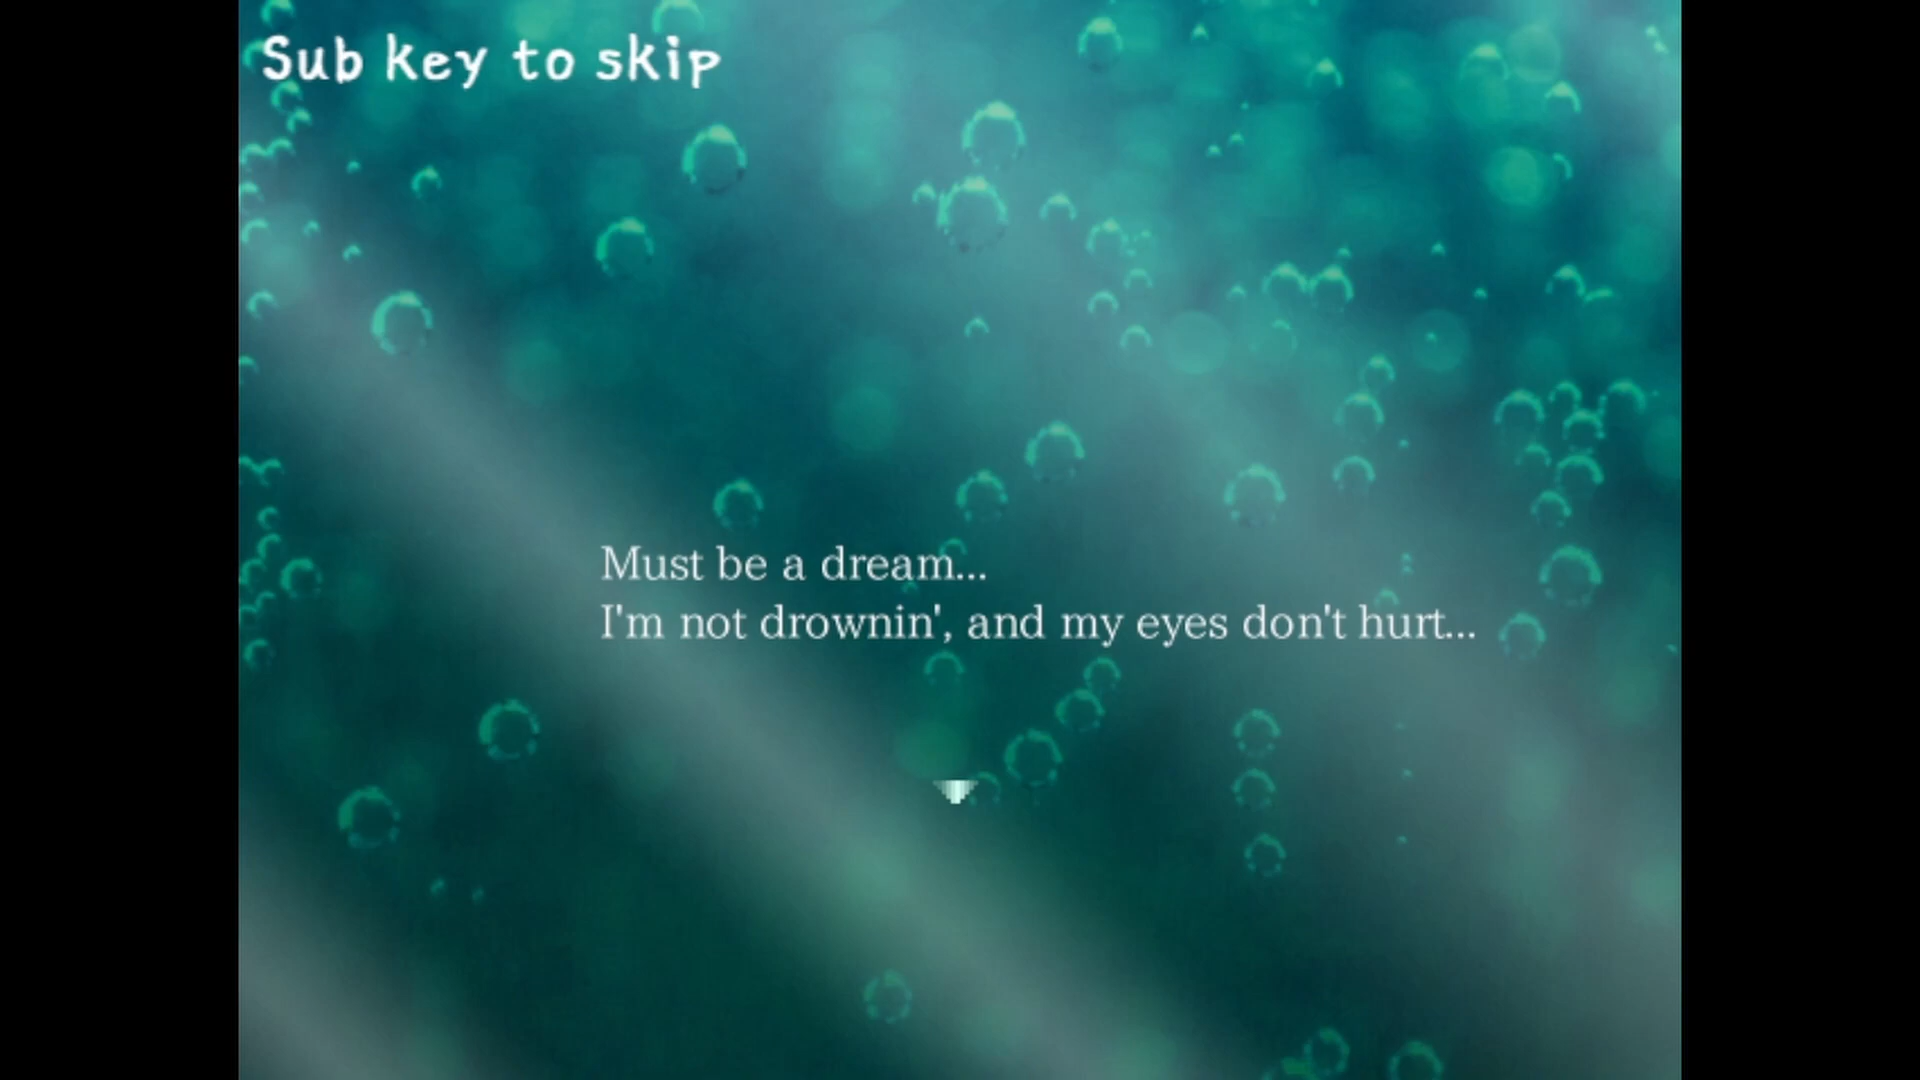 Sub key to skip
Must be a dream...
I'm not drownin', and my eyes don't hurt...